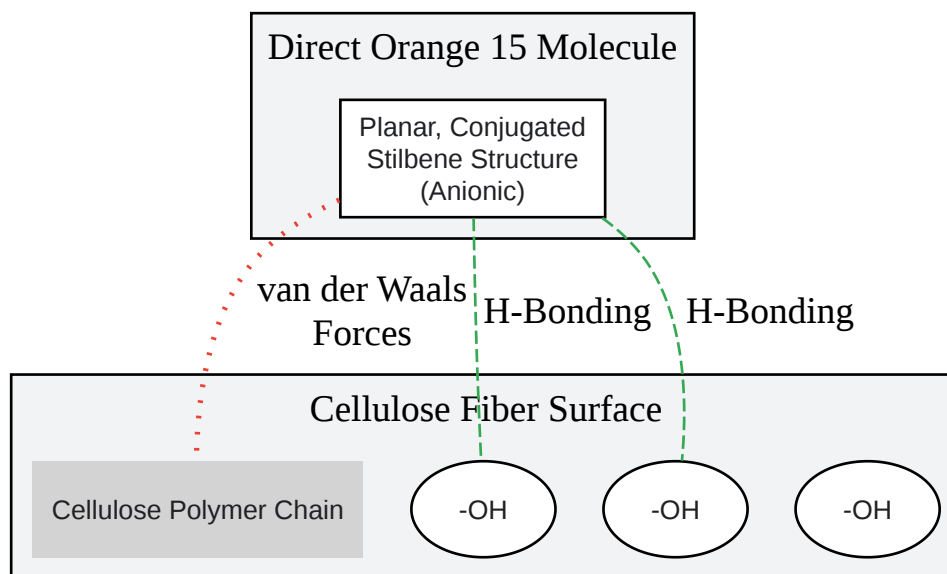 Direct Orange 15 Molecule
Planar, Conjugated
Stilbene Structure
(Anionic)
van der Waals
Forces
H-Bonding
H-Bonding
Cellulose Fiber Surface
Cellulose Polymer Chain
-OH
-OH
-OH